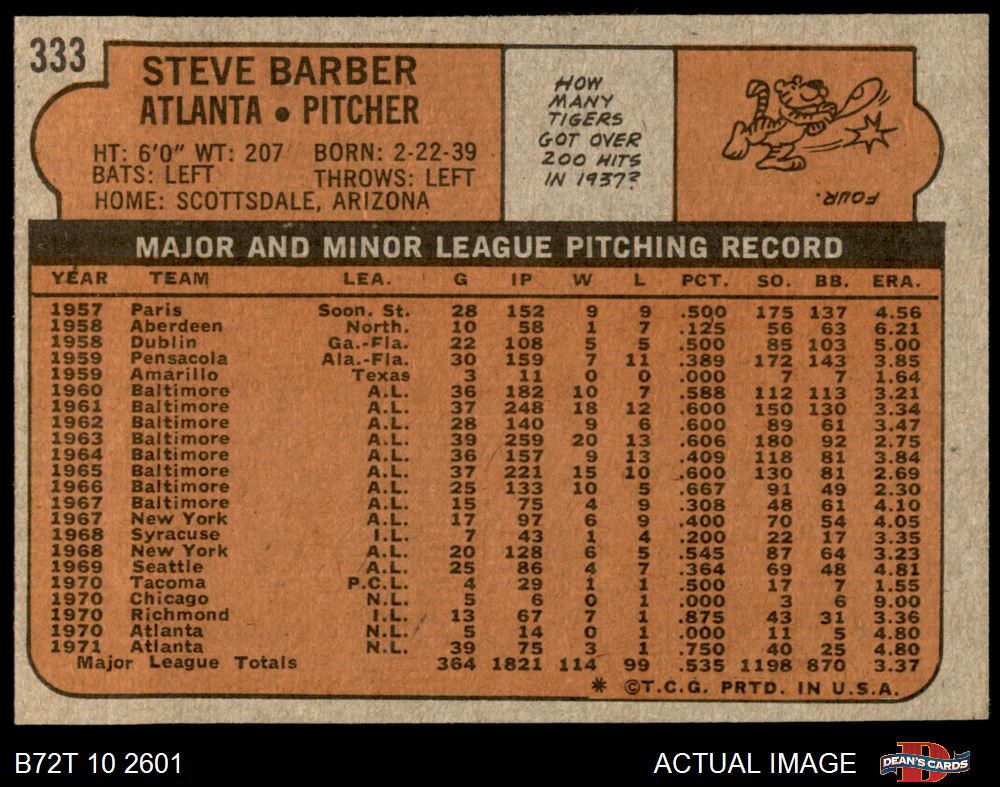 333
STEVE BARBER
ATLANTA • PITCHER
HT: 6'0" WT: 207 BORN: 2-22-39
BATS: LEFT THROWS: LEFT
HOME: SCOTTSDALE, ARIZONA
HOW
MANY
TIGERS
GOT OVER
200 HITS
IN 1937?
FOUR.
MAJOR AND MINOR LEAGUE PITCHING RECORD
YEAR TEAM LEA. G IP W L PCT. SO. BB. ERA.
1957 Paris Soon. St. 28 152 9 9 .500 175 137 4.56
1958 Aberdeen North. 10 58 1 7 .125 56 63 6.21
1958 Dublin Ga.-Fla. 22 108 5 5 .500 85 103 5.00
1959 Pensacola Ala.-Fla. 30 159 7 11 .389 172 143 3.85
1959 Amarillo Texas 3 11 0 0 .000 7 7 1.64
1960 Baltimore A.L. 36 182 10 7 .588 112 113 3.21
1961 Baltimore A.L. 37 248 18 12 .600 150 130 3.34
1962 Baltimore A.L. 28 140 9 6 .600 89 61 3.47
1963 Baltimore A.L. 39 259 20 13 .606 180 92 2.75
1964 Baltimore A.L. 36 157 9 13 .409 118 81 3.84
1965 Baltimore A.L. 37 221 15 10 .600 130 81 2.69
1966 Baltimore A.L. 25 133 10 5 .667 91 49 2.30
1967 Baltimore A.L. 15 75 4 9 .308 48 61 4.10
1967 New York A.L. 17 97 6 9 .400 70 54 4.05
1968 Syracuse I.L. 7 43 1 4 .200 22 17 3.35
1968 New York A.L. 20 128 6 5 .545 87 64 3.23
1969 Seattle A.L. 25 86 4 7 .364 69 48 4.81
1970 Tacoma P.C.L. 4 29 1 1 .500 17 7 1.55
1970 Chicago N.L. 5 6 0 1 .000 3 6 9.00
1970 Richmond I.L. 13 67 7 1 .875 43 31 3.36
1970 Atlanta N.L. 5 14 0 1 .000 11 5 4.80
1971 Atlanta N.L. 39 75 3 1 .750 40 25 4.80
Major League Totals 364 1821 114 99 .535 1198 870 3.37
* ©T.C.G. PRTD. IN U.S.A.
B72T 10 2601 ACTUAL IMAGE
D DEAN'S CARDS